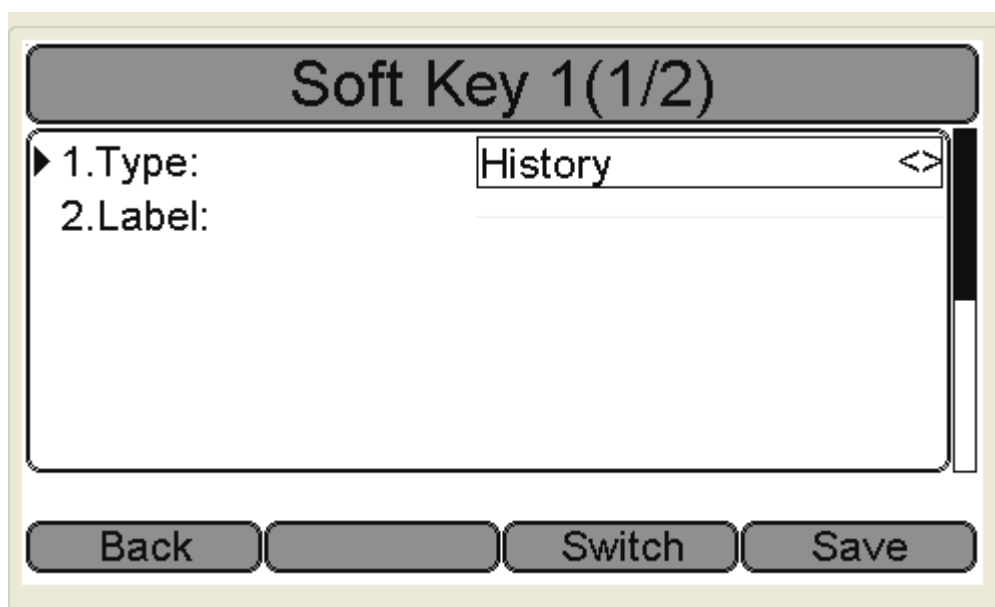 Soft Key 1(1/2)
1.Type: History <>
2.Label:
Back Switch Save